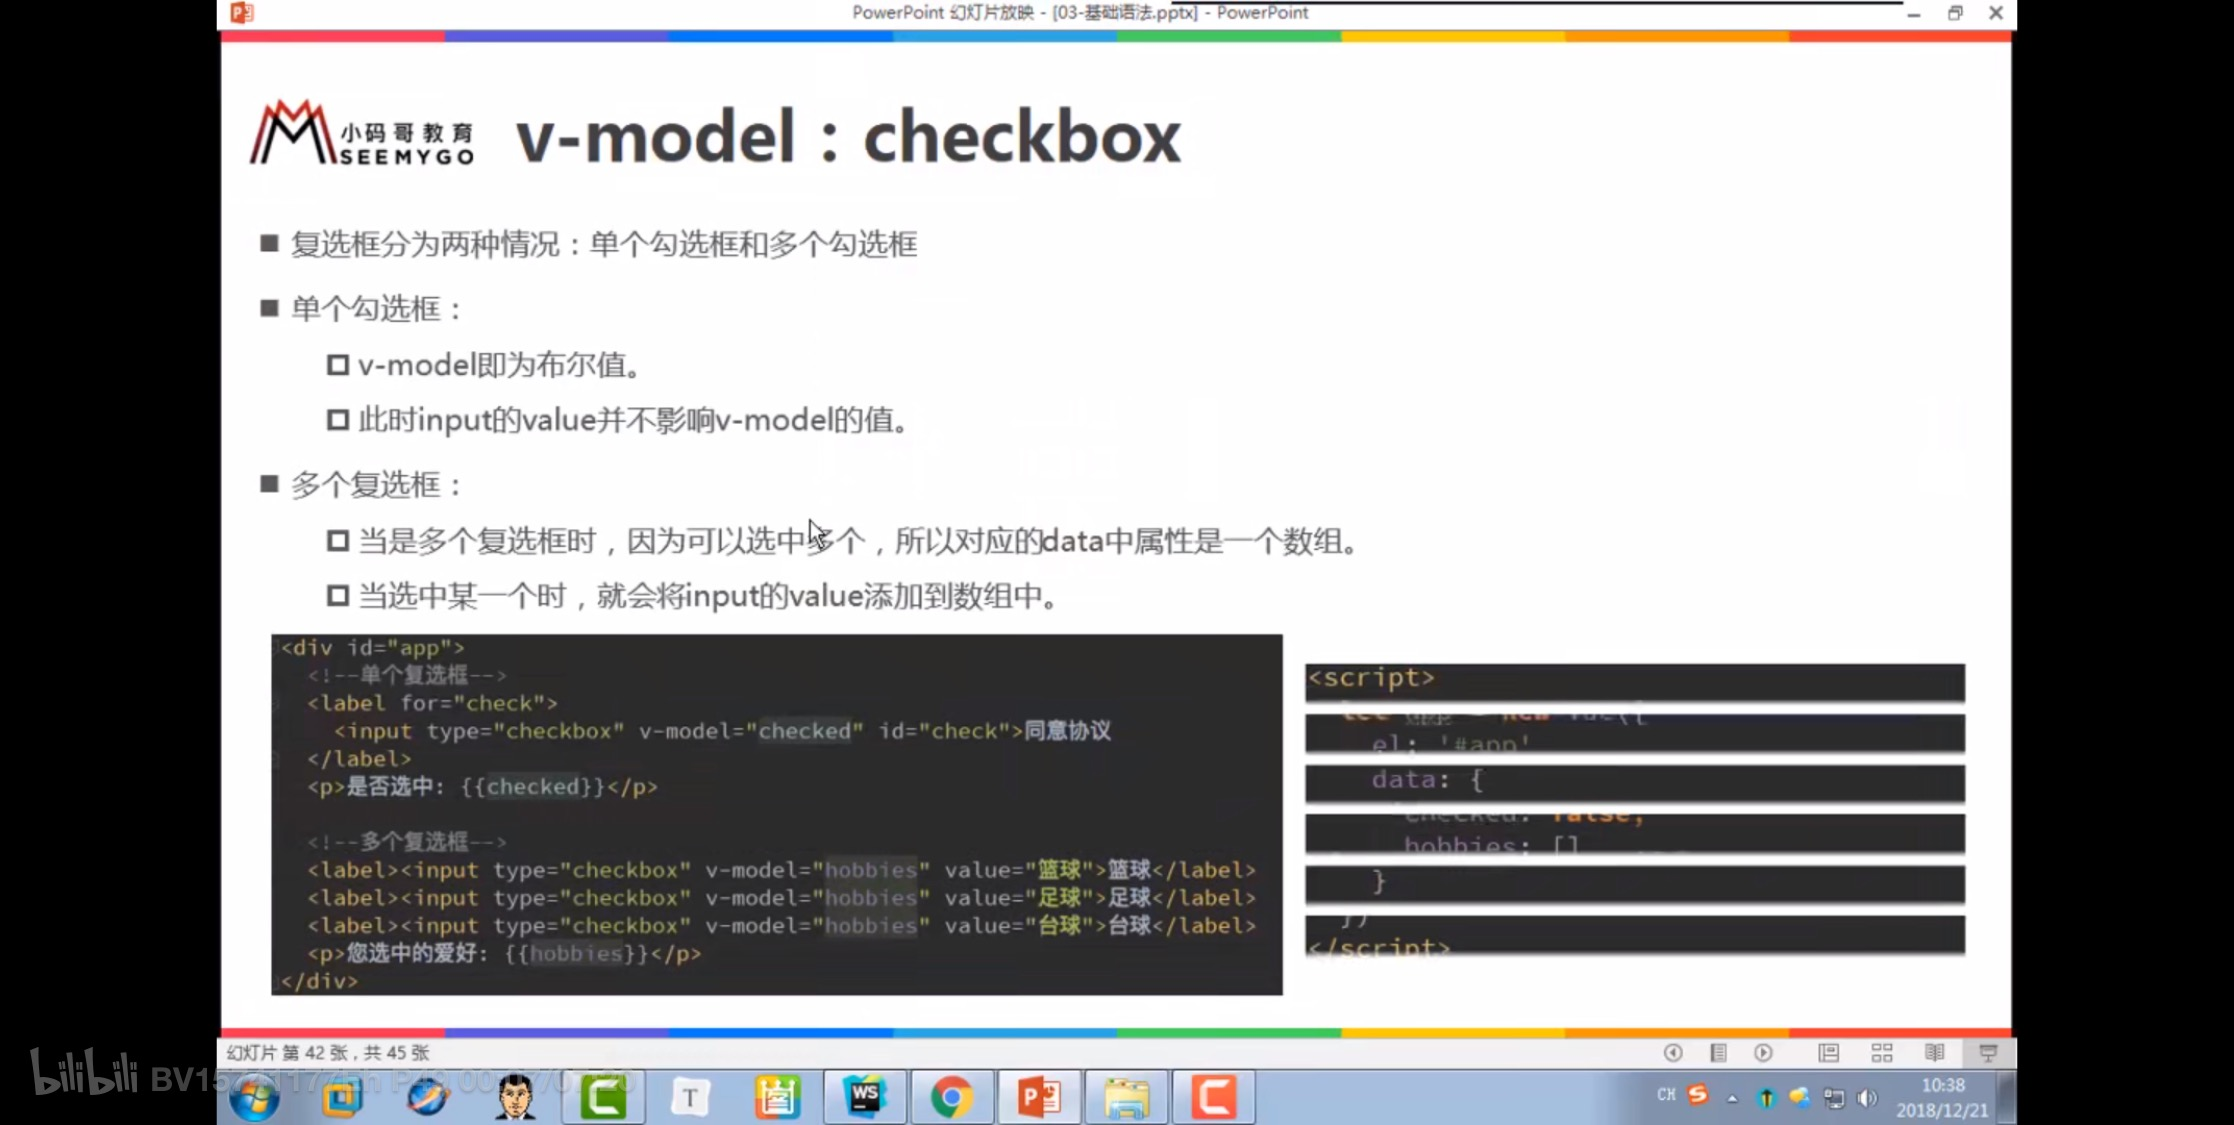 PowerPoint 幻灯片放映 - [03-基础语法.pptx] - PowerPoint
小码哥教育
SEEMYGO
v-model：checkbox
复选框分为两种情况：单个勾选框和多个勾选框
单个勾选框：
v-model即为布尔值。
此时input的value并不影响v-model的值。
多个复选框：
当是多个复选框时，因为可以选中多个，所以对应的data中属性是一个数组。
当选中某一个时，就会将input的value添加到数组中。
<div id="app">
<!--单个复选框-->
<label for="check">
<input type="checkbox" v-model="checked" id="check">同意协议
</label>
<p>是否选中: {{checked}}</p>
<!--多个复选框-->
<label><input type="checkbox" v-model="hobbies" value="篮球">篮球</label>
<label><input type="checkbox" v-model="hobbies" value="足球">足球</label>
<label><input type="checkbox" v-model="hobbies" value="台球">台球</label>
<p>您选中的爱好: {{hobbies}}</p>
</div>
<script>
let app = new Vue({
el: '#app'
data: {
checked: false,
hobbies: []
}
})
</script>
幻灯片 第 42 张，共 45 张
bilibili
WS
CH
10:38
2018/12/21